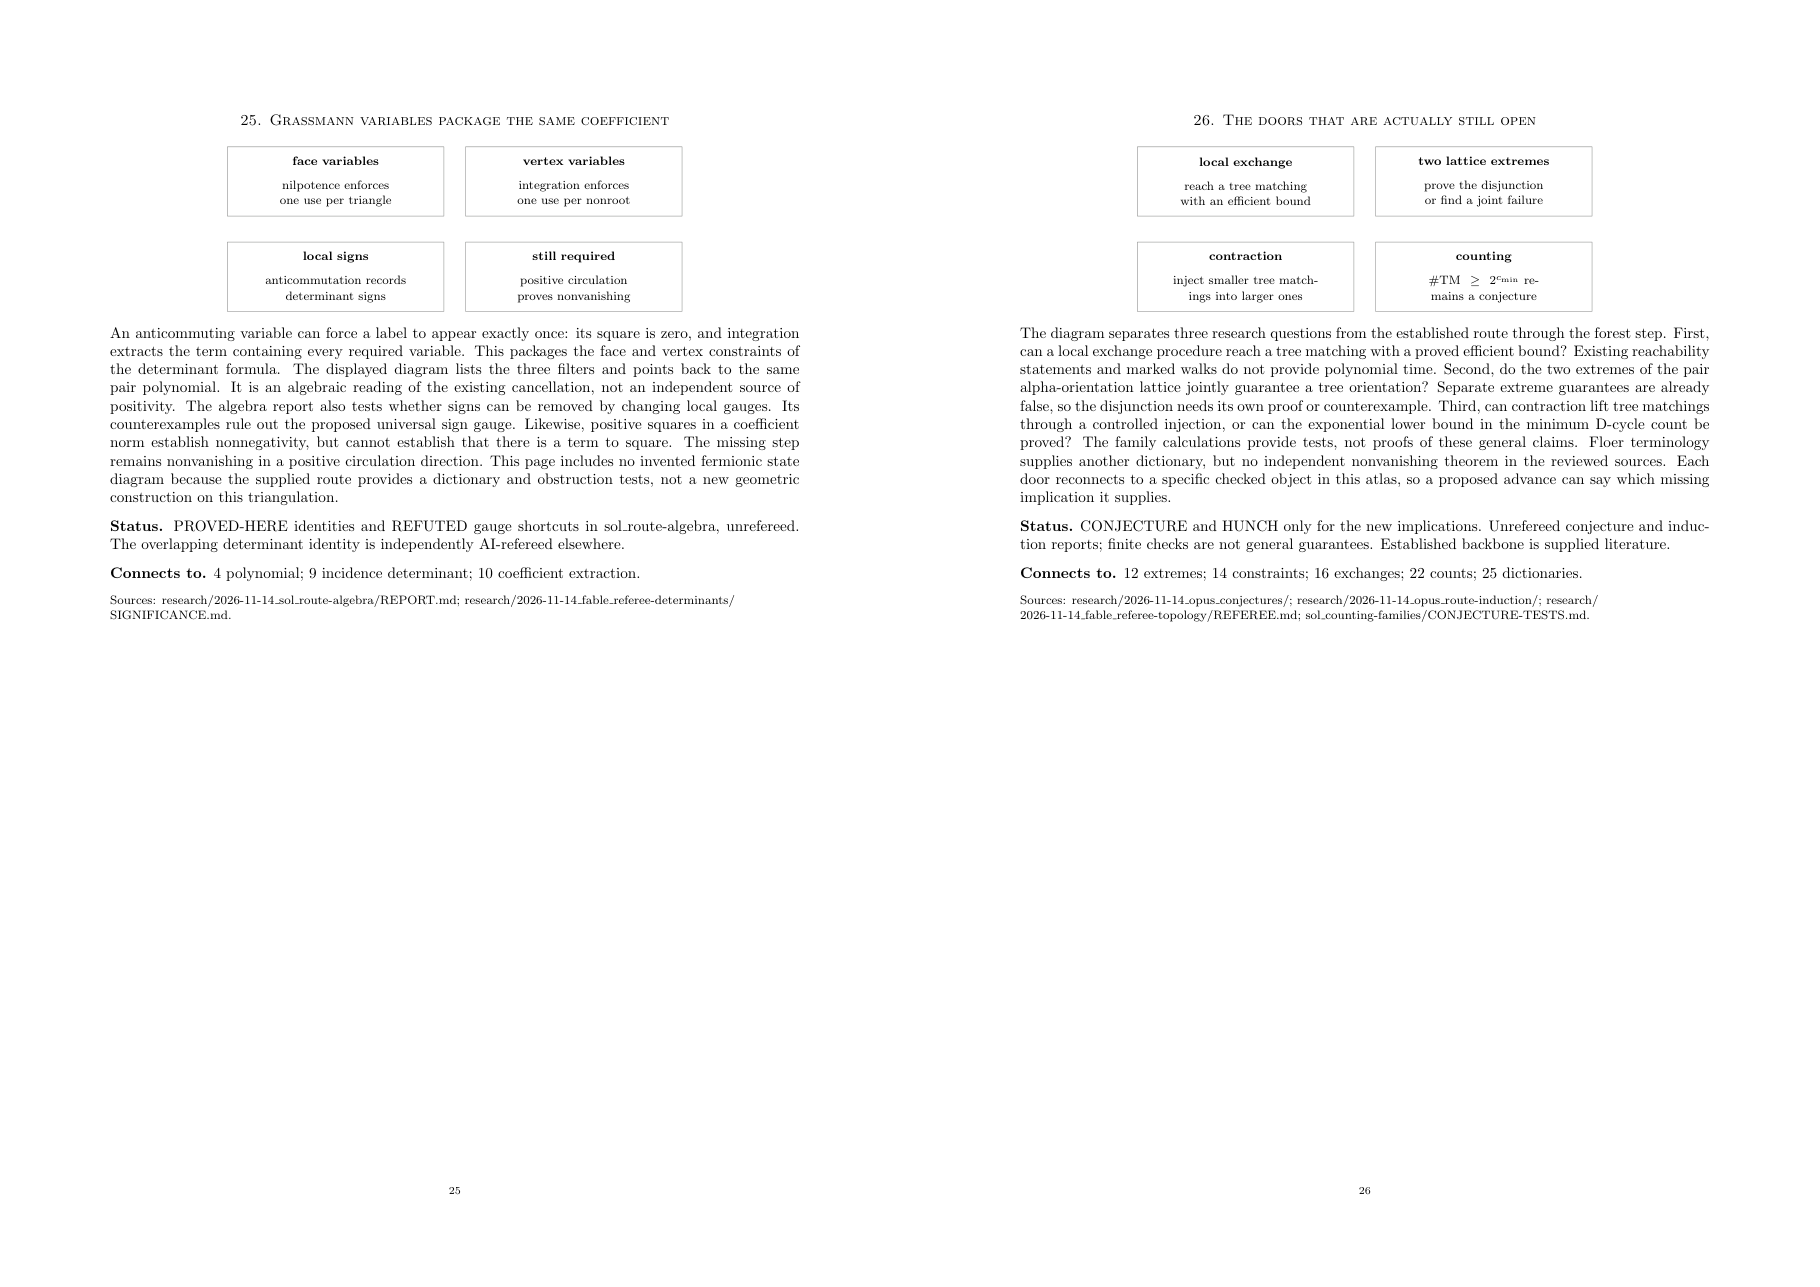 25. Grassmann variables package the same coefficient
face variables
nilpotence enforces
one use per triangle
vertex variables
integration enforces
one use per nonroot
local signs
anticommutation records
determinant signs
still required
positive circulation
proves nonvanishing
An anticommuting variable can force a label to appear exactly once: its square is zero, and integration
extracts the term containing every required variable. This packages the face and vertex constraints of
the determinant formula. The displayed diagram lists the three filters and points back to the same
pair polynomial. It is an algebraic reading of the existing cancellation, not an independent source of
positivity. The algebra report also tests whether signs can be removed by changing local gauges. Its
counterexamples rule out the proposed universal sign gauge. Likewise, positive squares in a coefficient
norm establish nonnegativity, but cannot establish that there is a term to square. The missing step
remains nonvanishing in a positive circulation direction. This page includes no invented fermionic state
diagram because the supplied route provides a dictionary and obstruction tests, not a new geometric
construction on this triangulation.
Status. PROVED-HERE identities and REFUTED gauge shortcuts in sol_route-algebra, unrefereed.
The overlapping determinant identity is independently AI-refereed elsewhere.
Connects to. 4 polynomial; 9 incidence determinant; 10 coefficient extraction.
Sources: research/2026-11-14_sol_route-algebra/REPORT.md; research/2026-11-14_fable_referee-determinants/
SIGNIFICANCE.md.
25
26. The doors that are actually still open
local exchange
reach a tree matching
with an efficient bound
two lattice extremes
prove the disjunction
or find a joint failure
contraction
inject smaller tree match-
ings into larger ones
counting
#TM ≥ 2^{c_min} re-
mains a conjecture
The diagram separates three research questions from the established route through the forest step. First,
can a local exchange procedure reach a tree matching with a proved efficient bound? Existing reachability
statements and marked walks do not provide polynomial time. Second, do the two extremes of the pair
alpha-orientation lattice jointly guarantee a tree orientation? Separate extreme guarantees are already
false, so the disjunction needs its own proof or counterexample. Third, can contraction lift tree matchings
through a controlled injection, or can the exponential lower bound in the minimum D-cycle count be
proved? The family calculations provide tests, not proofs of these general claims. Floer terminology
supplies another dictionary, but no independent nonvanishing theorem in the reviewed sources. Each
door reconnects to a specific checked object in this atlas, so a proposed advance can say which missing
implication it supplies.
Status. CONJECTURE and HUNCH only for the new implications. Unrefereed conjecture and induc-
tion reports; finite checks are not general guarantees. Established backbone is supplied literature.
Connects to. 12 extremes; 14 constraints; 16 exchanges; 22 counts; 25 dictionaries.
Sources: research/2026-11-14_opus_conjectures/; research/2026-11-14_opus_route-induction/; research/
2026-11-14_fable_referee-topology/REFEREE.md; sol_counting-families/CONJECTURE-TESTS.md.
26